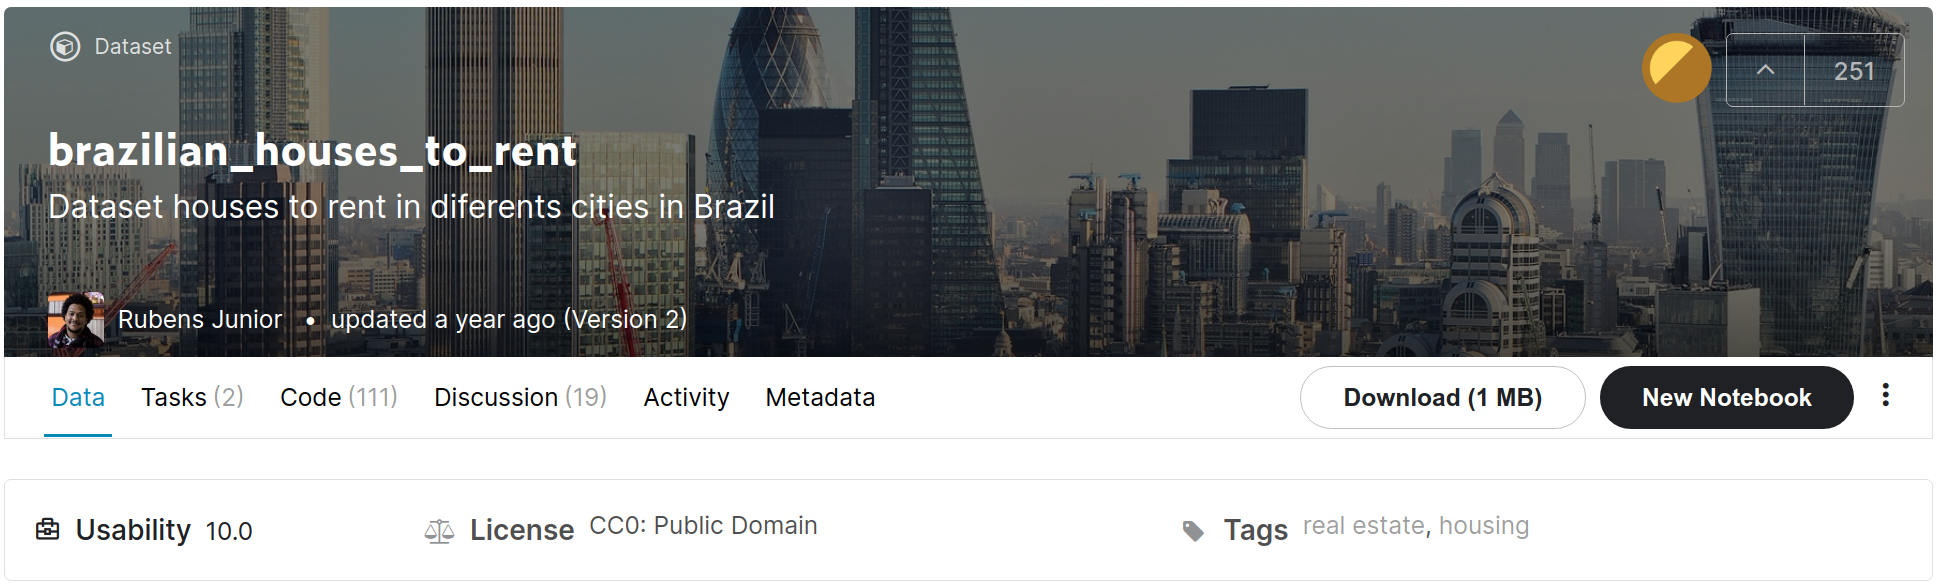 Dataset
251
brazilian_houses_to_rent
Dataset houses to rent in diferents cities in Brazil
Rubens Junior • updated a year ago (Version 2)
Data Tasks (2) Code (111) Discussion (19) Activity Metadata Download (1 MB) New Notebook
Usability 10.0 License CC0: Public Domain Tags real estate, housing